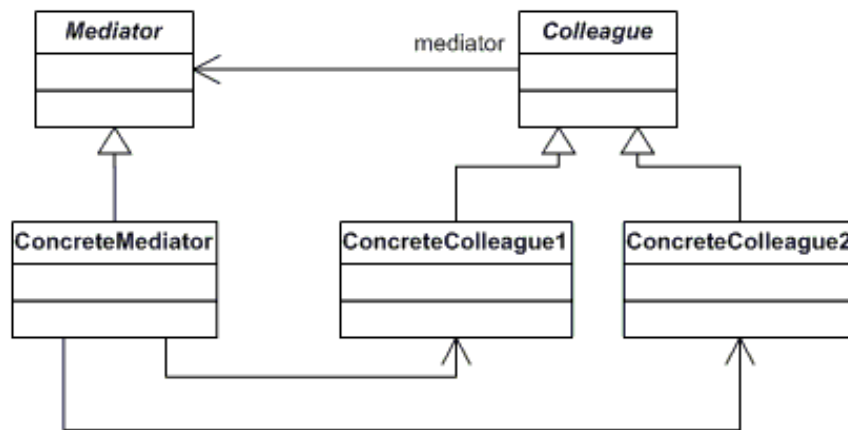 Mediator
Colleague
mediator
ConcreteMediator
ConcreteColleague1
ConcreteColleague2